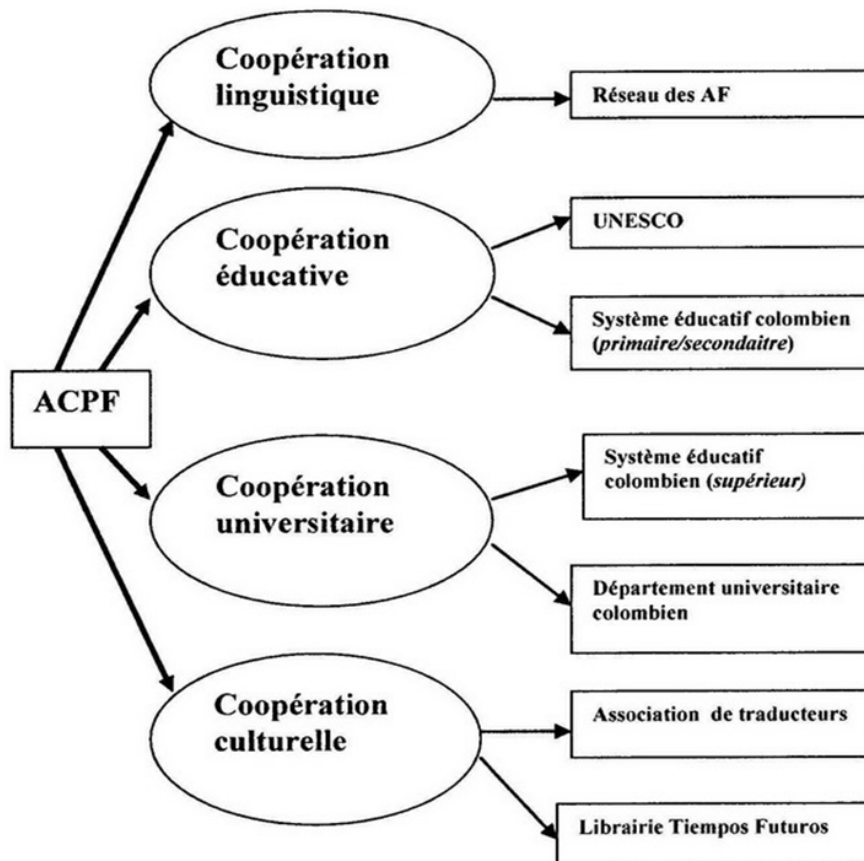 Coopération
linguistique
Réseau des AF
Coopération
éducative
UNESCO
Système éducatif colombien
(primaire/secondaitre)
ACPF
Coopération
universitaire
Système éducatif
colombien (supérieur)
Département universitaire
colombien
Coopération
culturelle
Association de traducteurs
Librairie Tiempos Futuros